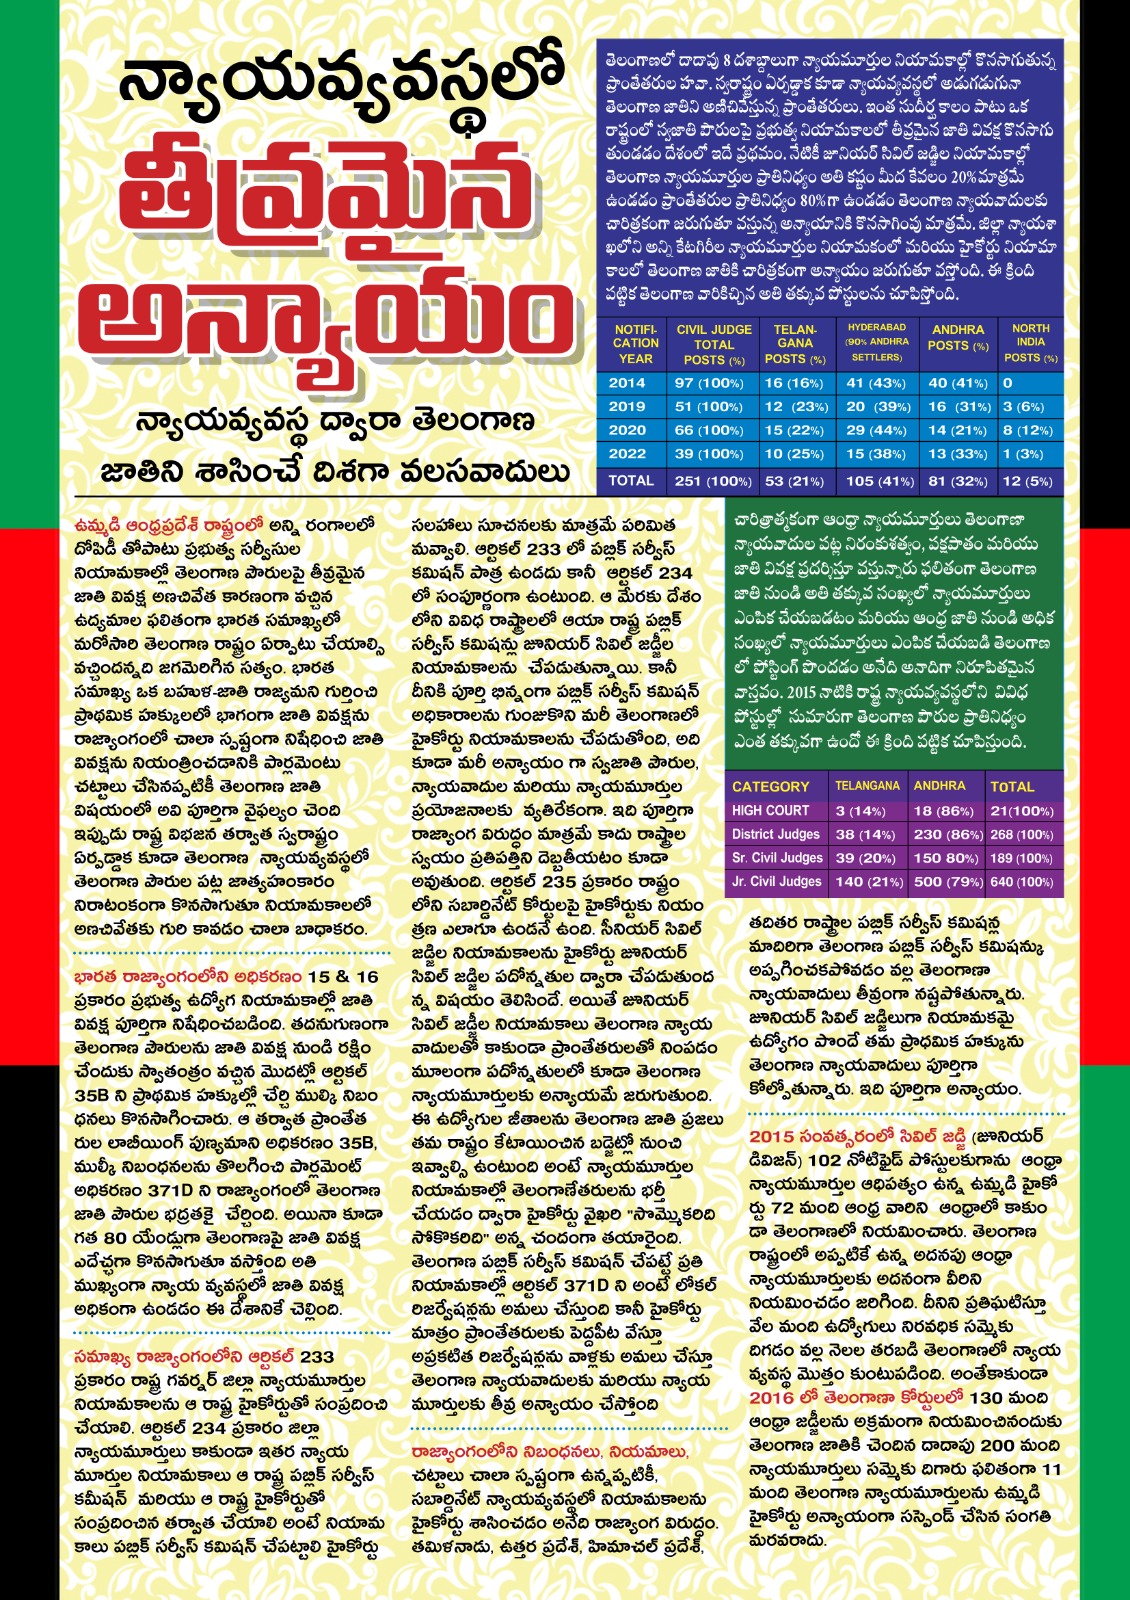 న్యాయవ్యవస్థలో
తీవ్రమైన
అన్యాయం
న్యాయవ్యవస్థ ద్వారా తెలంగాణ
జాతిని శాసించే దిశగా వలసవాదులు
తెలంగాణలో దాదాపు 8 దశాబ్దాలుగా న్యాయమూర్తుల నియామకాల్లో కొనసాగుతున్న
ప్రాంతేతరుల హవా. స్వరాష్ట్రం ఏర్పడ్డాక కూడా న్యాయవ్యవస్థలో అడుగడుగునా
తెలంగాణ జాతిని అణిచివేస్తున్న ప్రాంతేతరులు. ఇంత సుదీర్ఘ కాలం పాటు ఒక
రాష్ట్రంలో స్వజాతి పౌరులపై ప్రభుత్వ నియామకాలలో తీవ్రమైన జాతి వివక్ష కొనసాగు
తుండడం దేశంలో ఇదే ప్రథమం. నేటికీ జూనియర్ సివిల్ జడ్జీల నియామకాల్లో
తెలంగాణ న్యాయమూర్తుల ప్రాతినిధ్యం అతి కష్టం మీద కేవలం 20%మాత్రమే
ఉండడం ప్రాంతేతరుల ప్రాతినిధ్యం 80%గా ఉండడం తెలంగాణ న్యాయవాదులకు
చారిత్రకంగా జరుగుతూ వస్తున్న అన్యాయానికి కొనసాగింపు మాత్రమే. జిల్లా న్యాయశా
ఖలోని అన్ని కేటగిరీల న్యాయమూర్తుల నియామకంలో మరియు హైకోర్టు నియామా
కాలలో తెలంగాణ జాతికి చారిత్రకంగా అన్యాయం జరుగుతూ వస్తోంది. ఈ క్రింది
పట్టిక తెలంగాణ వారికిచ్చిన అతి తక్కువ పోస్టులను చూపిస్తోంది.
NOTIFI-CATION YEAR CIVIL JUDGE TOTAL POSTS (%) TELAN-GANA POSTS (%) HYDERABAD (90% ANDHRA SETTLERS) ANDHRA POSTS (%) NORTH INDIA POSTS (%)
2014 97 (100%) 16 (16%) 41 (43%) 40 (41%) 0
2019 51 (100%) 12 (23%) 20 (39%) 16 (31%) 3 (6%)
2020 66 (100%) 15 (22%) 29 (44%) 14 (21%) 8 (12%)
2022 39 (100%) 10 (25%) 15 (38%) 13 (33%) 1 (3%)
TOTAL 251 (100%) 53 (21%) 105 (41%) 81 (32%) 12 (5%)
ఉమ్మడి ఆంధ్రప్రదేశ్ రాష్ట్రంలో అన్ని రంగాలలో
దోపిడీ తోపాటు ప్రభుత్వ సర్వీసుల
నియామకాల్లో తెలంగాణ పౌరులపై తీవ్రమైన
జాతి వివక్ష అణచివేత కారణంగా వచ్చిన
ఉద్యమాల ఫలితంగా భారత సమాఖ్యలో
మరోసారి తెలంగాణ రాష్ట్రం ఏర్పాటు చేయాల్సి
వచ్చిందన్నది జగమెరిగిన సత్యం. భారత
సమాఖ్య ఒక బహుళ-జాతి రాజ్యమని గుర్తించి
ప్రాథమిక హక్కులలో భాగంగా జాతి వివక్షను
రాజ్యాంగంలో చాలా స్పష్టంగా నిషేధించి జాతి
వివక్షను నియంత్రించడానికి పార్లమెంటు
చట్టాలు చేసినప్పటికీ తెలంగాణ జాతి
విషయంలో అవి పూర్తిగా వైఫల్యం చెంది
ఇప్పుడు రాష్ట్ర విభజన తర్వాత స్వరాష్ట్రం
ఏర్పడ్డాక కూడా తెలంగాణ న్యాయవ్యవస్థలో
తెలంగాణ పౌరుల పట్ల జాత్యహంకారం
నిరాటంకంగా కొనసాగుతూ నియామకాలలో
అణచివేతకు గురి కావడం చాలా బాధాకరం.
భారత రాజ్యాంగంలోని అధికరణం 15 & 16
ప్రకారం ప్రభుత్వ ఉద్యోగ నియామకాల్లో జాతి
వివక్ష పూర్తిగా నిషేధించబడింది. తదనుగుణంగా
తెలంగాణ పౌరులను జాతి వివక్ష నుండి రక్షిం
చేందుకు స్వాతంత్రం వచ్చిన మొదట్లో ఆర్టికల్
35B ని ప్రాథమిక హక్కుల్లో చేర్చి ముల్కి నిబం
ధనలు కొనసాగించారు. ఆ తర్వాత ప్రాంతేత
రుల లాబీయింగ్ పుణ్యమాని అధికరణం 35B,
ముల్కీ నిబంధనలను తొలగించి పార్లమెంట్
అధికరణం 371D ని రాజ్యాంగంలో తెలంగాణ
జాతి పౌరుల భద్రతకై చేర్చింది. అయినా కూడా
గత 80 యేండ్లుగా తెలంగాణపై జాతి వివక్ష
ఎదేచ్ఛగా కొనసాగుతూ వస్తోంది అతి
ముఖ్యంగా న్యాయ వ్యవస్థలో జాతి వివక్ష
అధికంగా ఉండడం ఈ దేశానికే చెల్లింది.
సమాఖ్య రాజ్యాంగంలోని ఆర్టికల్ 233
ప్రకారం రాష్ట్ర గవర్నర్ జిల్లా న్యాయమూర్తుల
నియామకాలను ఆ రాష్ట్ర హైకోర్టుతో సంప్రదించి
చేయాలి. ఆర్టికల్ 234 ప్రకారం జిల్లా
న్యాయమూర్తులు కాకుండా ఇతర న్యాయ
మూర్తుల నియామకాలు ఆ రాష్ట్ర పబ్లిక్ సర్వీస్
కమీషన్ మరియు ఆ రాష్ట్ర హైకోర్టుతో
సంప్రదించిన తర్వాత చేయాలి అంటే నియామ
కాలు పబ్లిక్ సర్వీస్ కమిషన్ చేపట్టాలి హైకోర్టు
సలహాలు సూచనలకు మాత్రమే పరిమిత
మవ్వాలి. ఆర్టికల్ 233 లో పబ్లిక్ సర్వీస్
కమిషన్ పాత్ర ఉండదు కానీ ఆర్టికల్ 234
లో సంపూర్ణంగా ఉంటుంది. ఆ మేరకు దేశం
లోని వివిధ రాష్ట్రాలలో ఆయా రాష్ట్ర పబ్లిక్
సర్వీస్ కమిషన్లు జూనియర్ సివిల్ జడ్జీల
నియామకాలను చేపడుతున్నాయి. కానీ
దీనికి పూర్తి భిన్నంగా పబ్లిక్ సర్వీస్ కమిషన్
అధికారాలను గుంజుకొని మరీ తెలంగాణలో
హైకోర్టు నియామకాలను చేపడుతోంది, అది
కూడా మరీ అన్యాయం గా స్వజాతి పౌరుల,
న్యాయవాదుల మరియు న్యాయమూర్తుల
ప్రయోజనాలకు వ్యతిరేకంగా. ఇది పూర్తిగా
రాజ్యాంగ విరుద్ధం మాత్రమే కాదు రాష్ట్రాల
స్వయం ప్రతిపత్తిని దెబ్బతీయటం కూడా
అవుతుంది. ఆర్టికల్ 235 ప్రకారం రాష్ట్రం
లోని సబార్డినేట్ కోర్టులపై హైకోర్టుకు నియం
త్రణ ఎలాగూ ఉండనే ఉంది. సీనియర్ సివిల్
జడ్జిల నియామకాలను హైకోర్టు జూనియర్
సివిల్ జడ్జిల పదోన్నతుల ద్వారా చేపడుతుంద
న్న విషయం తెలిసిందే. అయితే జూనియర్
సివిల్ జడ్జీల నియామకాలు తెలంగాణ న్యాయ
వాదులతో కాకుండా ప్రాంతేతరులతో నింపడం
మూలంగా పదోన్నతులలో కూడా తెలంగాణ
న్యాయమూర్తులకు అన్యాయమే జరుగుతుంది.
ఈ ఉద్యోగుల జీతాలను తెలంగాణ జాతి ప్రజలు
తమ రాష్ట్రం కేటాయించిన బడ్జెట్లో నుంచి
ఇవ్వాల్సి ఉంటుంది అంటే న్యాయమూర్తుల
నియామకాల్లో తెలంగాణేతరులను భర్తీ
చేయడం ద్వారా హైకోర్టు వైఖరి "సొమ్మొకరిది
సోకొకరిది" అన్న చందంగా తయారైంది.
తెలంగాణ పబ్లిక్ సర్వీస్ కమిషన్ చేపట్టే ప్రతి
నియామకాల్లో ఆర్టికల్ 371D ని అంటే లోకల్
రిజర్వేషన్లను అమలు చేస్తుంది కానీ హైకోర్టు
మాత్రం ప్రాంతేతరులకు పెద్దపీట వేస్తూ
అప్రకటిత రిజర్వేషన్లను వాళ్లకు అమలు చేస్తూ
తెలంగాణ న్యాయవాదులకు మరియు న్యాయ
మూర్తులకు తీవ్ర అన్యాయం చేస్తోంది
రాజ్యాంగంలోని నిబంధనలు, నియమాలు,
చట్టాలు చాలా స్పష్టంగా ఉన్నప్పటికీ,
సబార్డినేట్ న్యాయవ్యవస్థలో నియామకాలను
హైకోర్టు శాసించడం అనేది రాజ్యాంగ విరుద్ధం.
తమిళనాడు, ఉత్తర ప్రదేశ్, హిమాచల్ ప్రదేశ్,
చారిత్రాత్మకంగా ఆంధ్రా న్యాయమూర్తులు తెలంగాణా
న్యాయవాదుల పట్ల నిరంకుశత్వం, పక్షపాతం మరియు
జాతి వివక్ష ప్రదర్శిస్తూ వస్తున్నారు ఫలితంగా తెలంగాణ
జాతి నుండి అతి తక్కువ సంఖ్యలో న్యాయమూర్తులు
ఎంపిక చేయబడటం మరియు ఆంధ్ర జాతి నుండి అధిక
సంఖ్యలో న్యాయమూర్తులు ఎంపిక చేయబడి తెలంగాణ
లో పోస్టింగ్ పొందడం అనేది అనాదిగా నిరూపితమైన
వాస్తవం. 2015 నాటికి రాష్ట్ర న్యాయవ్యవస్థలోని వివిధ
పోస్టుల్లో సుమారుగా తెలంగాణ పౌరుల ప్రాతినిధ్యం
ఎంత తక్కువగా ఉందో ఈ క్రింది పట్టిక చూపిస్తుంది.
CATEGORY TELANGANA ANDHRA ToTAL
HIGH COURT 3 (14%) 18 (86%) 21(100%)
District Judges 38 (14%) 230 (86%) 268 (100%)
Sr. Civil Judges 39 (20%) 150 80%) 189 (100%)
Jr. Civil Judges 140 (21%) 500 (79%) 640 (100%)
తదితర రాష్ట్రాల పబ్లిక్ సర్వీస్ కమిషన్ల
మాదిరిగా తెలంగాణ పబ్లిక్ సర్వీస్ కమిషన్కు
అప్పగించకపోవడం వల్ల తెలంగాణా
న్యాయవాదులు తీవ్రంగా నష్టపోతున్నారు.
జూనియర్ సివిల్ జడ్జిలుగా నియామకమై
ఉద్యోగం పొందే తమ ప్రాధమిక హక్కును
తెలంగాణ న్యాయవాదులు పూర్తిగా
కోల్పోతున్నారు. ఇది పూర్తిగా అన్యాయం.
2015 సంవత్సరంలో సివిల్ జడ్జి (జూనియర్
డివిజన్) 102 నోటిఫైడ్ పోస్టులకుగాను ఆంధ్రా
న్యాయమూర్తుల ఆధిపత్యం ఉన్న ఉమ్మడి హైకో
ర్టు 72 మంది ఆంధ్ర వారిని ఆంధ్రాలో కాకుం
డా తెలంగాణలో నియమించారు. తెలంగాణ
రాష్ట్రంలో అప్పటికే ఉన్న అదనపు ఆంధ్రా
న్యాయమూర్తులకు అదనంగా వీరిని
నియమించడం జరిగింది. దీనిని ప్రతిఘటిస్తూ
వేల మంది ఉద్యోగులు నిరవధిక సమ్మెకు
దిగడం వల్ల నెలల తరబడి తెలంగాణలో న్యాయ
వ్యవస్థ మొత్తం కుంటుపడింది. అంతేకాకుండా
2016 లో తెలంగాణా కోర్టులలో 130 మంది
ఆంధ్రా జడ్జీలను అక్రమంగా నియమించినందుకు
తెలంగాణ జాతికి చెందిన దాదాపు 200 మంది
న్యాయమూర్తులు సమ్మెకు దిగారు ఫలితంగా 11
మంది తెలంగాణ న్యాయమూర్తులను ఉమ్మడి
హైకోర్టు అన్యాయంగా సస్పెండ్ చేసిన సంగతి
మరవరాదు.